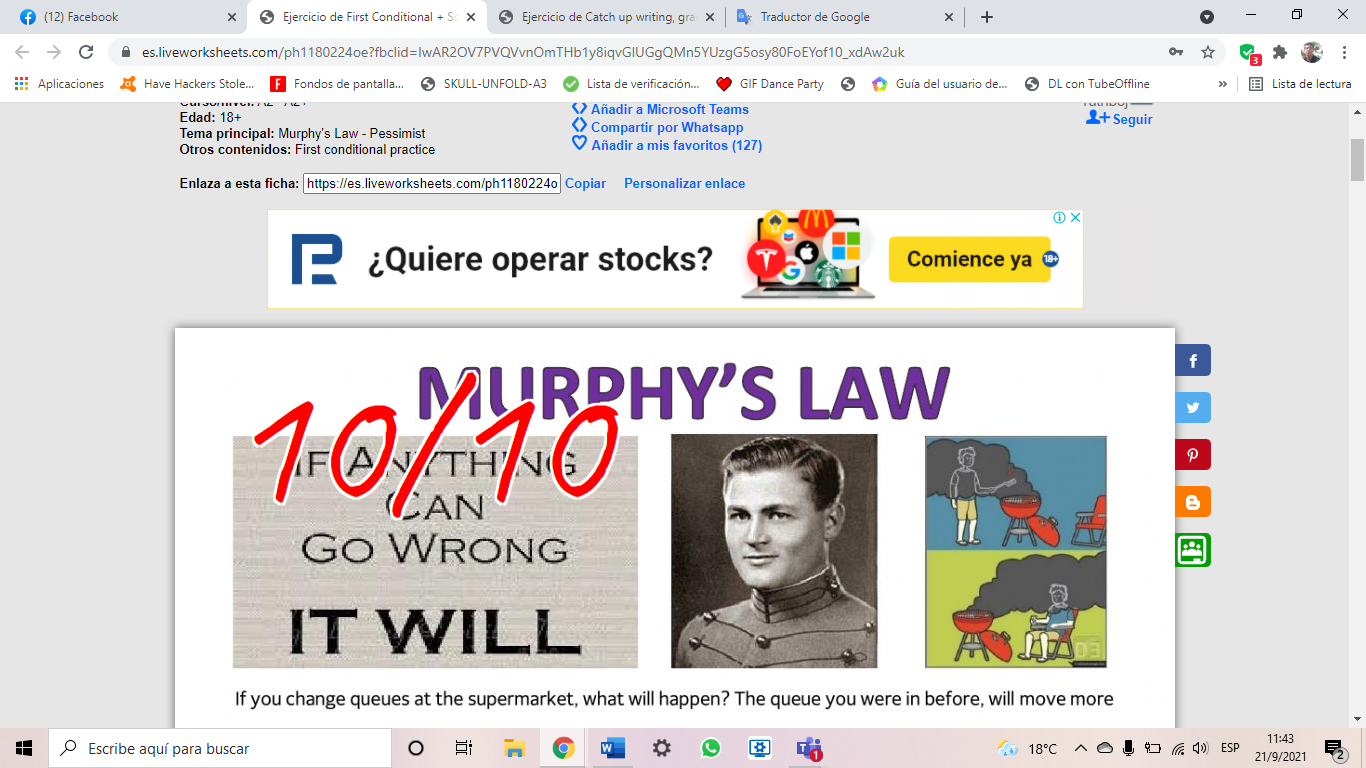 (12) Facebook
Ejercicio de First Conditional + So
Ejercicio de Catch up writing, gra
Traductor de Google
es.liveworksheets.com/ph1180224oe?fbclid=IwAR2OV7PVQVvnOmTHb1y8iqvGIUGgQMn5YUzgG5osy80FoEYof10_xdAw2uk
3
Aplicaciones
Have Hackers Stole...
Fondos de pantalla...
SKULL-UNFOLD-A3
Lista de verificación...
GIF Dance Party
Guía del usuario de...
DL con TubeOffline
»
Lista de lectura
Curso/nivel: A2 - A2+
Edad: 18+
Tema principal: Murphy's Law - Pessimist
Otros contenidos: First conditional practice
Añadir a Microsoft Teams
Compartir por Whatsapp
Añadir a mis favoritos (127)
Seguir
Enlaza a esta ficha: https://es.liveworksheets.com/ph1180224o Copiar Personalizar enlace
¿Quiere operar stocks?
Comience ya
18+
MURPHY'S LAW
10/10
IF ANYTHING
CAN
GO WRONG
IT WILL
If you change queues at the supermarket, what will happen? The queue you were in before, will move more
Escribe aquí para buscar
1
18°C
ESP
11:43
21/9/2021
2